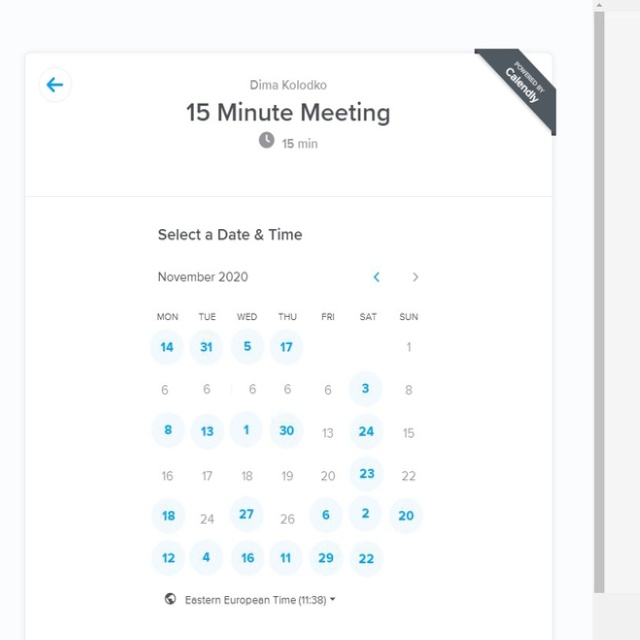 POWERED BY
Calendly
Dima Kolodko
15 Minute Meeting
15 min
Select a Date & Time
November 2020
MON TUE WED THU FRI SAT SUN
14 31 5 17 1
6 6 6 6 6 3 8
8 13 1 30 13 24 15
16 17 18 19 20 23 22
18 24 27 26 6 2 20
12 4 16 11 29 22
Eastern European Time (11:38)